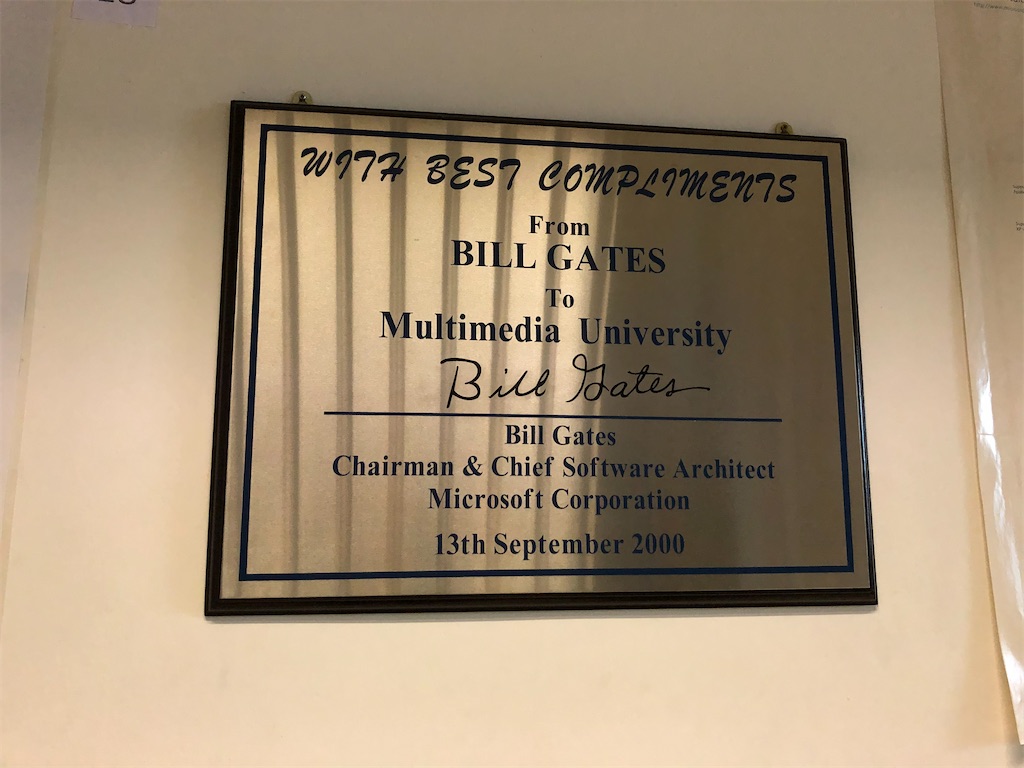 WITH BEST COMPLIMENTS
From
BILL GATES
To
Multimedia University
Bill Gates
Bill Gates
Chairman & Chief Software Architect
Microsoft Corporation
13th September 2000